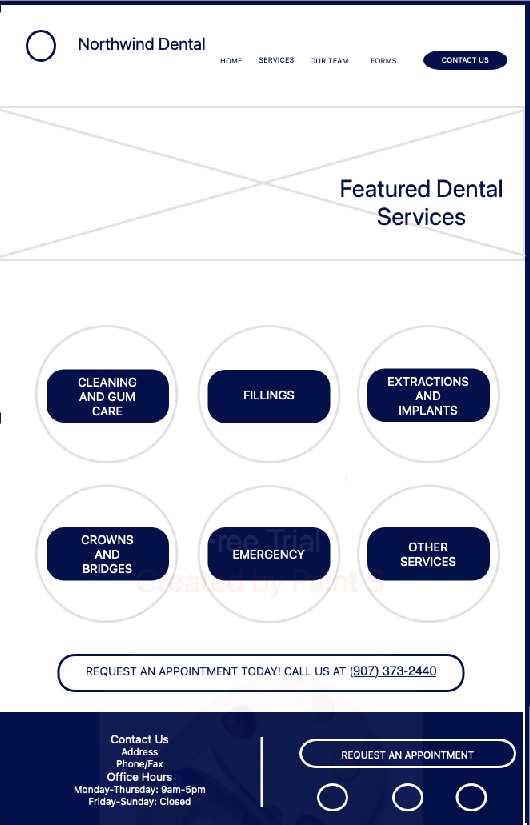 Northwind Dental
HOME
SERVICES
OUR TEAM
FORMS
CONTACT US
Featured Dental
Services
CLEANING
AND GUM
CARE
FILLINGS
EXTRACTIONS
AND
IMPLANTS
CROWNS
AND
BRIDGES
EMERGENCY
OTHER
SERVICES
Free Trial
Created by Paint S
REQUEST AN APPOINTMENT TODAY! CALL US AT (907) 373-2440
Contact Us
Address
Phone/Fax
Office Hours
Monday-Thursday: 9am-5pm
Friday-Sunday: Closed
REQUEST AN APPOINTMENT